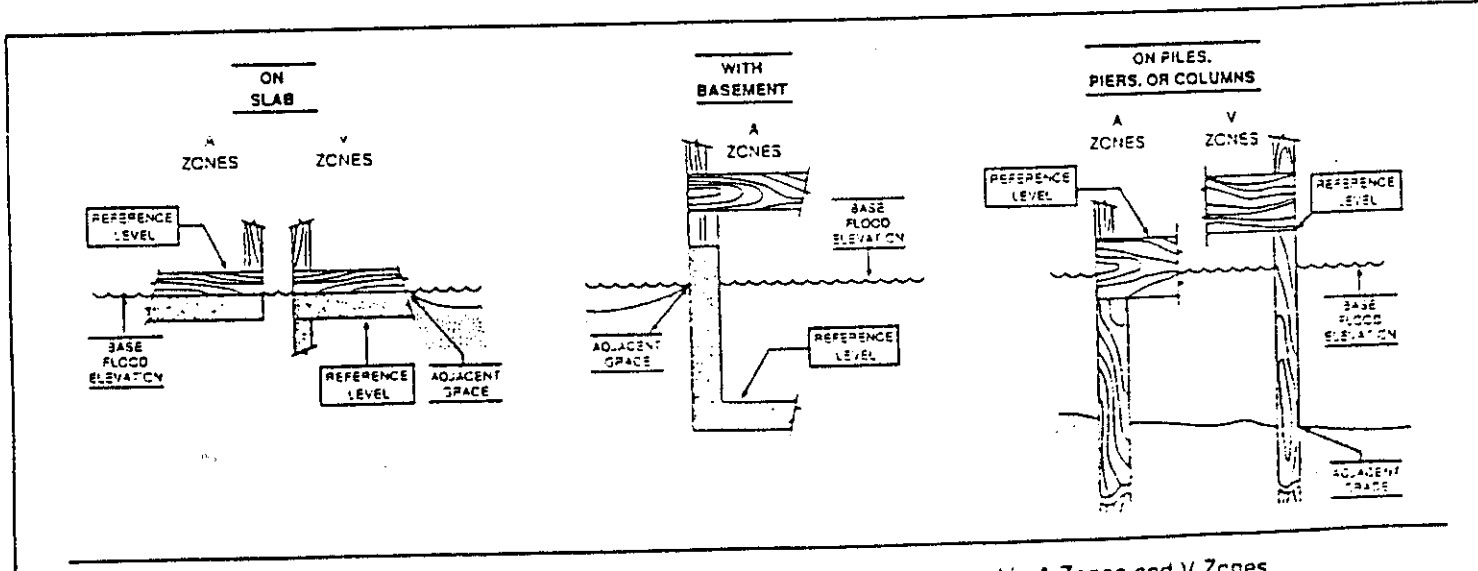 ON
SLAB
A
ZONES
V
ZONES
REFERENCE
LEVEL
BASE
FLOOD
ELEVATION
REFERENCE
LEVEL
ADJACENT
GRADE
WITH
BASEMENT
A
ZONES
BASE
FLOOD
ELEVATION
ADJACENT
GRADE
REFERENCE
LEVEL
ON PILES,
PIERS, OR COLUMNS
A
ZONES
V
ZONES
REFERENCE
LEVEL
REFERENCE
LEVEL
BASE
FLOOD
ELEVATION
ADJACENT
GRADE
in A Zones and V Zones